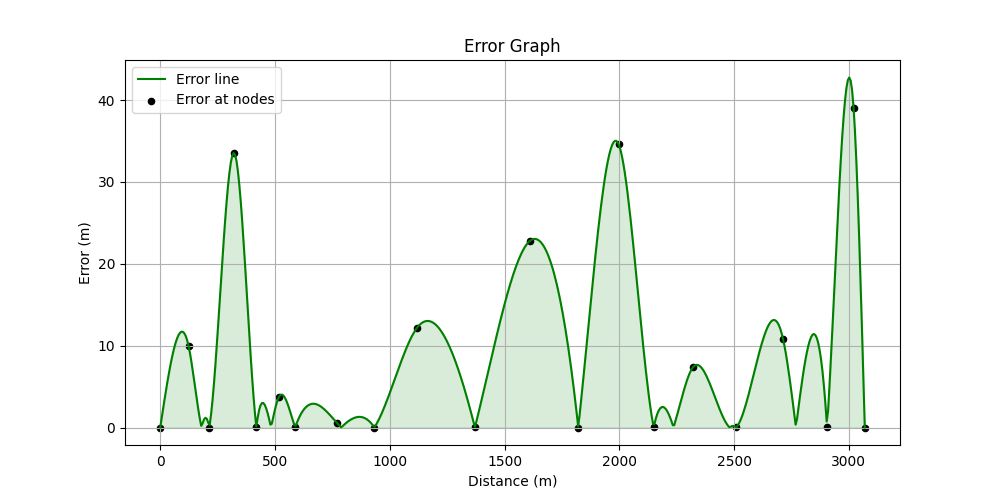 Error Graph
Error line
Error at nodes
Error (m)
40
30
20
10
0
0 500 1000 1500 2000 2500 3000
Distance (m)